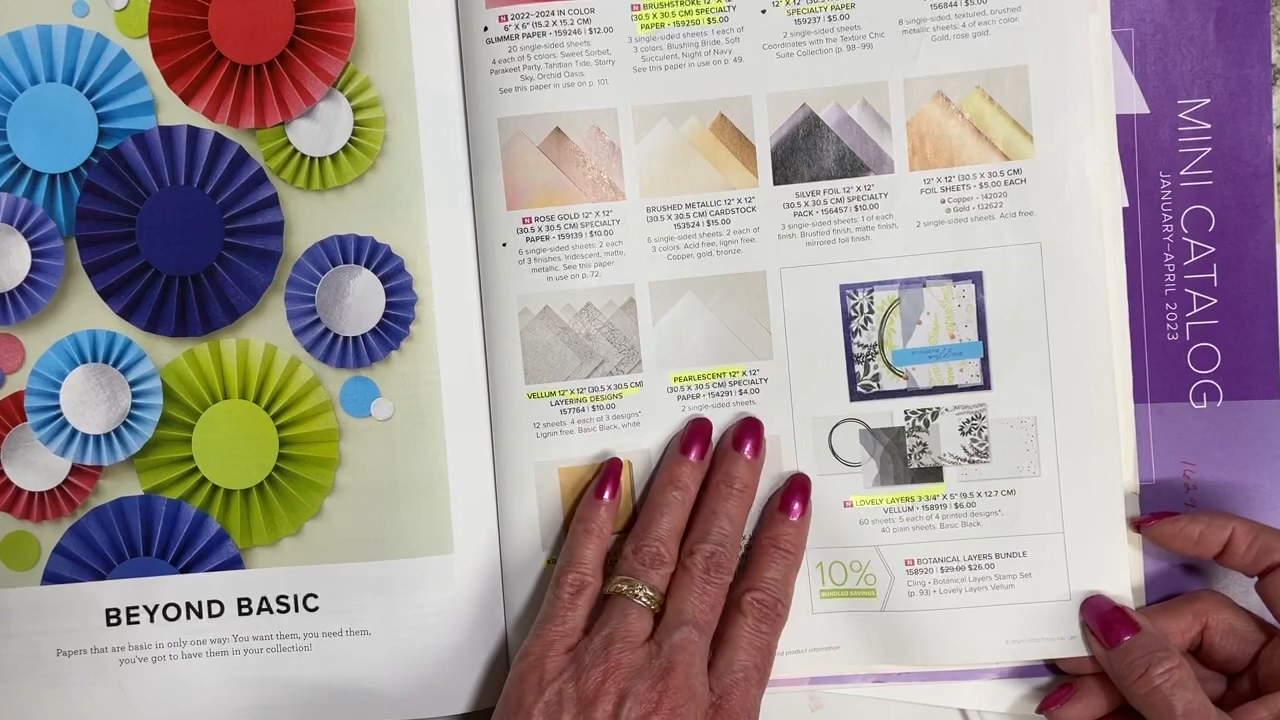 BEYOND BASIC
Papers that are basic in only one way: You want them, you need them,
you've got to have them in your collection!
N 2022–2024 IN COLOR
6" X 6" (15.2 X 15.2 CM)
GLIMMER PAPER • 159246 | $12.00
20 single-sided sheets:
4 each of 5 colors. Sweet Sorbet,
Parakeet Party, Tahitian Tide, Starry
Sky, Orchid Oasis.
See this paper in use on p. 101.
N BRUSHSTROKE 12" X 12"
(30.5 X 30.5 CM) SPECIALTY
PAPER • 159250 | $5.00
3 single-sided sheets: 1 each of
3 colors. Blushing Bride, Soft
Succulent, Night of Navy.
See this paper in use on p. 49.
12" X 12" (30.5 X 30.5 CM)
SPECIALTY PAPER
159237 | $5.00
2 single-sided sheets.
Coordinates with the Texture Chic
Suite Collection (p. 98–99)
156844 | $5.00
8 single-sided, textured, brushed
metallic sheets: 4 each of 2 colors.
Gold, rose gold.
N ROSE GOLD 12" X 12"
(30.5 X 30.5 CM) SPECIALTY
PAPER • 159139 | $10.00
6 single-sided sheets: 2 each
of 3 finishes. Iridescent, matte,
metallic. See this paper
in use on p. 72.
BRUSHED METALLIC 12" X 12"
(30.5 X 30.5 CM) CARDSTOCK
153524 | $15.00
6 single-sided sheets: 2 each of
3 colors. Acid free, lignin free.
Copper, gold, bronze.
SILVER FOIL 12" X 12"
(30.5 X 30.5 CM) SPECIALTY
PACK • 156457 | $10.00
3 single-sided sheets: 1 of each
finish. Brushed finish, matte finish,
mirrored foil finish.
12" X 12" (30.5 X 30.5 CM)
FOIL SHEETS • $5.00 EACH
Copper • 142020
Gold • 132622
2 single-sided sheets. Acid free.
VELLUM 12" X 12" (30.5 X 30.5 CM)
LAYERING DESIGNS
157764 | $10.00
12 sheets: 4 each of 3 designs*.
Lignin free. Basic Black, white
PEARLESCENT 12" X 12"
(30.5 X 30.5 CM) SPECIALTY
PAPER • 154291 | $4.00
2 single-sided sheets.
N LOVELY LAYERS 3-3/4" X 5" (9.5 X 12.7 CM)
VELLUM • 158919 | $6.00
60 sheets: 5 each of 4 printed designs*,
40 plain sheets. Basic Black.
10%
BUNDLED SAVINGS
N BOTANICAL LAYERS BUNDLE
158920 | $29.00 $26.00
Cling • Botanical Layers Stamp Set
(p. 93) + Lovely Layers Vellum
product information
MINI CATALOG
JANUARY–APRIL 2023